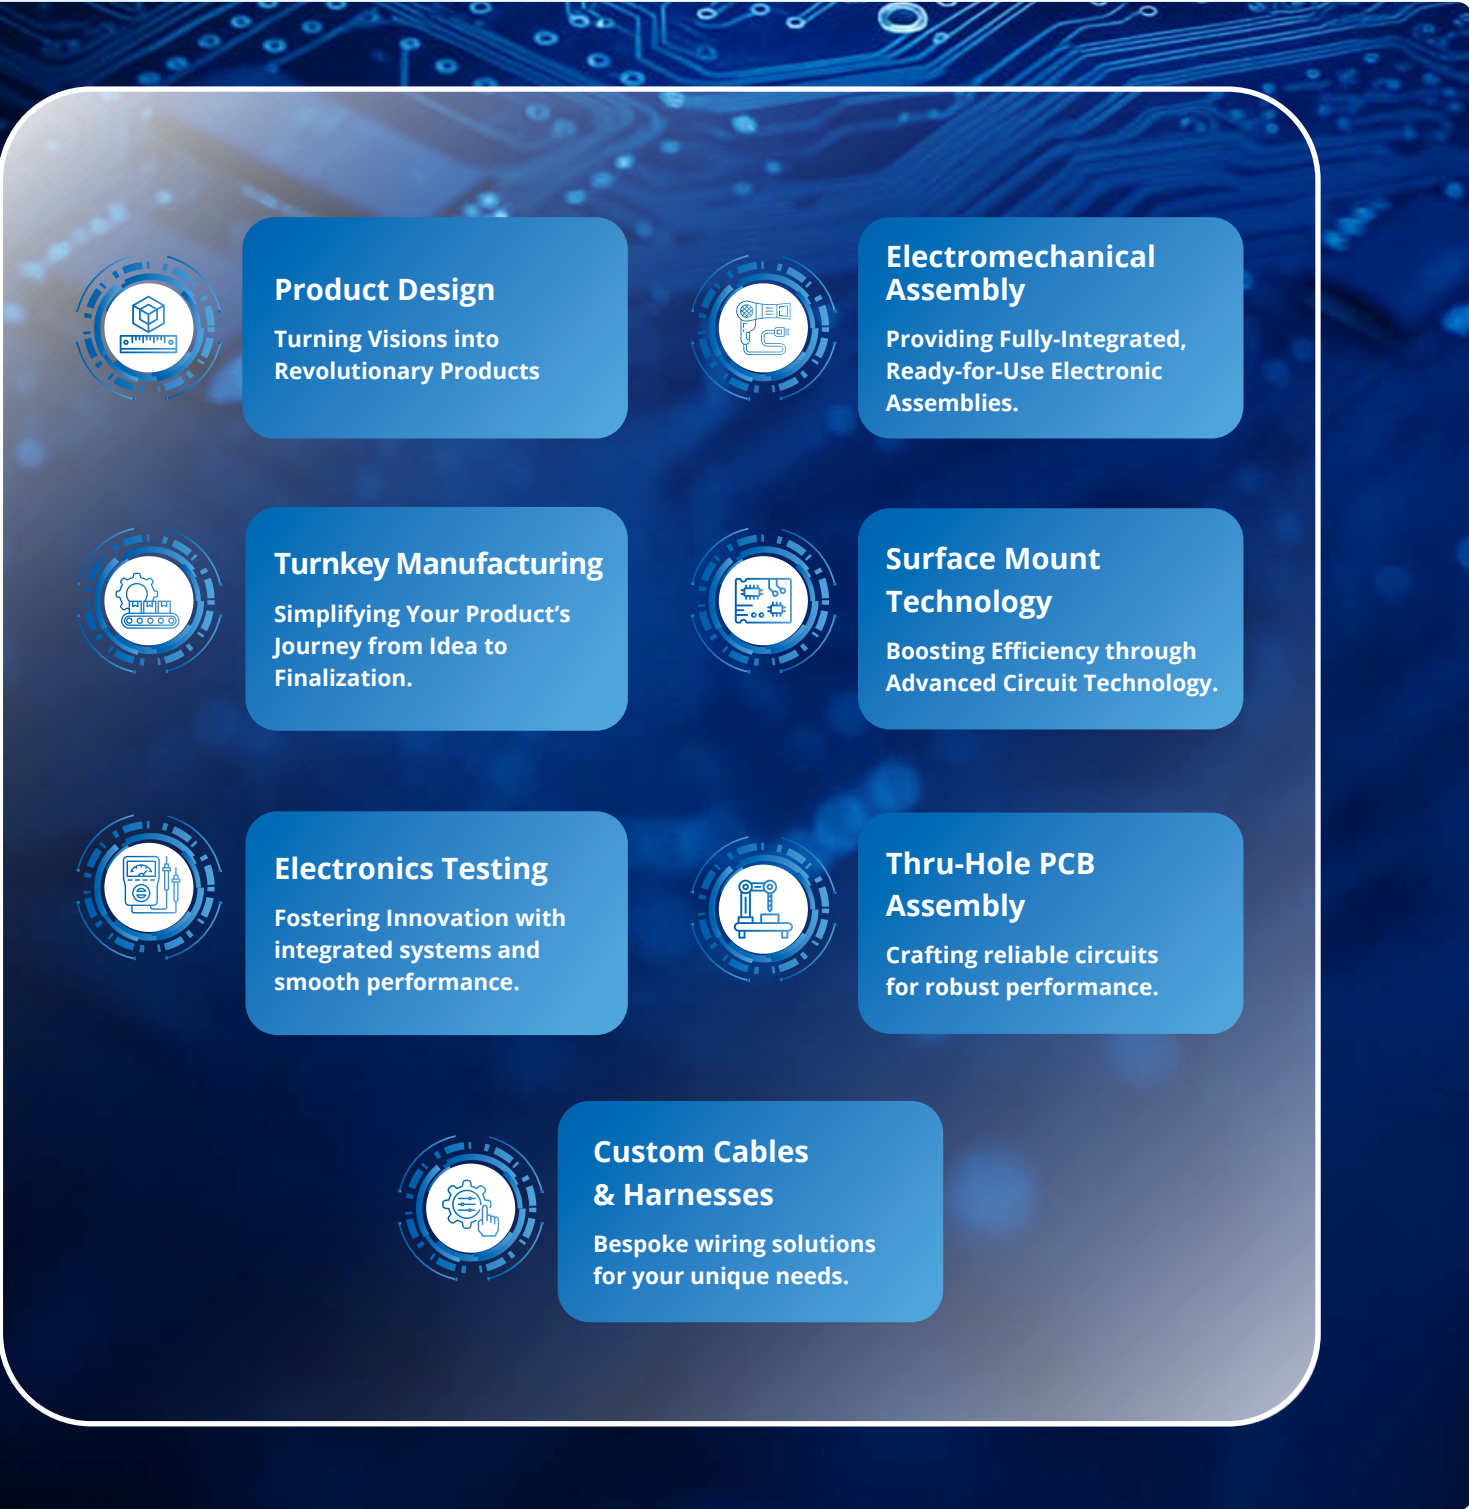 Product Design
Turning Visions into
Revolutionary Products
Electromechanical
Assembly
Providing Fully-Integrated,
Ready-for-Use Electronic
Assemblies.
Turnkey Manufacturing
Simplifying Your Product’s
Journey from Idea to
Finalization.
Surface Mount
Technology
Boosting Efficiency through
Advanced Circuit Technology.
Electronics Testing
Fostering Innovation with
integrated systems and
smooth performance.
Thru-Hole PCB
Assembly
Crafting reliable circuits
for robust performance.
Custom Cables
& Harnesses
Bespoke wiring solutions
for your unique needs.